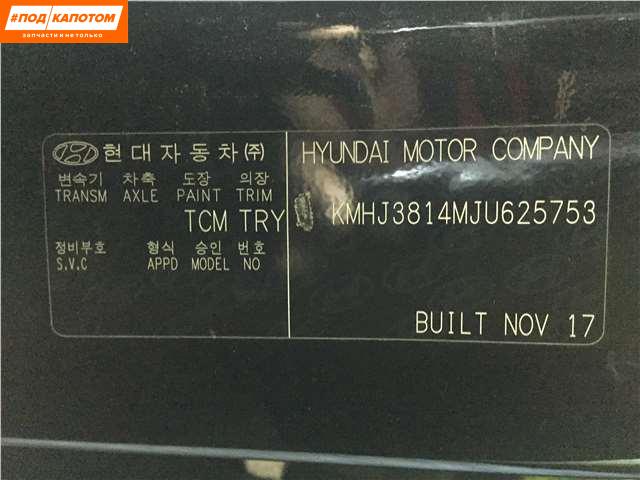 #ПОД КАПОТОМ
запчасти и не только
현대자동차(주)
변속기 차축 도장 의장
TRANSM AXLE PAINT TRIM
TCM TRY
정비부호 형식 승인 번호
S.V.C APPD MODEL NO
HYUNDAI MOTOR COMPANY
KMHJ3814MJU625753
BUILT NOV 17